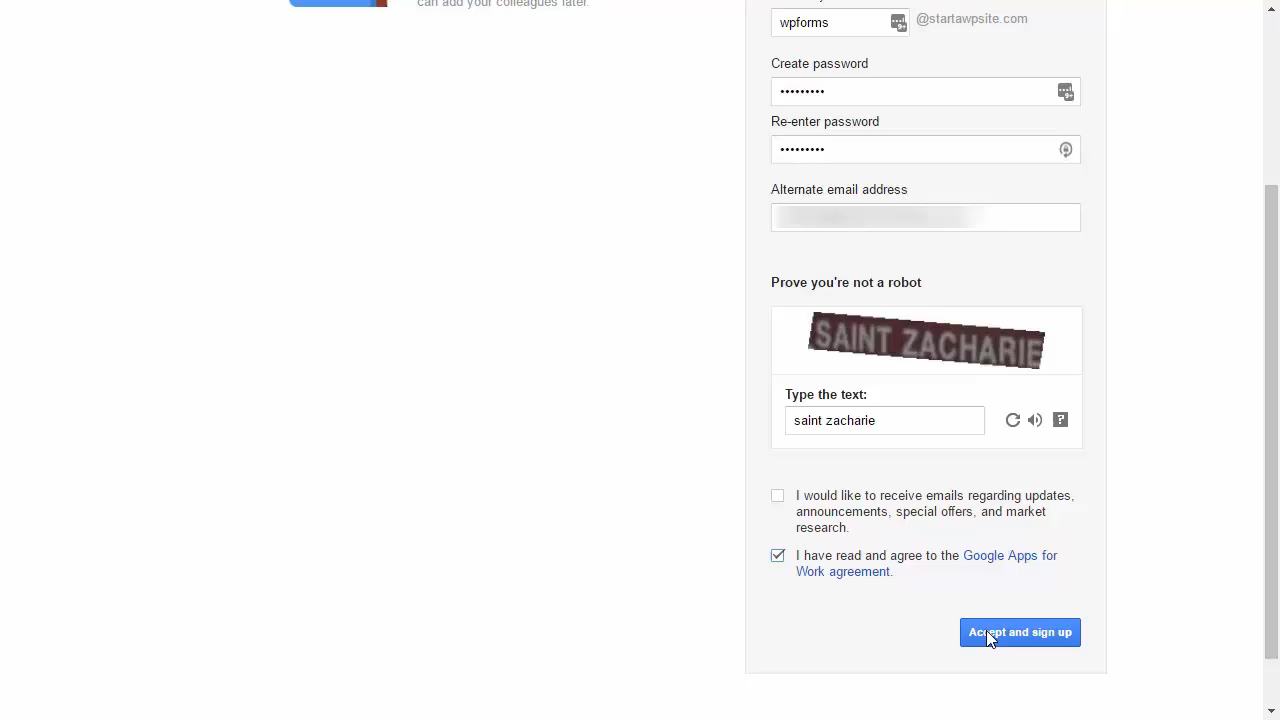 can add your colleagues later.
wpforms
@startawpsite.com
Create password
•••••••••
Re-enter password
•••••••••
Alternate email address
Prove you're not a robot
SAINT ZACHARIE
Type the text:
saint zacharie
?
I would like to receive emails regarding updates,
announcements, special offers, and market
research.
I have read and agree to the Google Apps for
Work agreement.
Accept and sign up